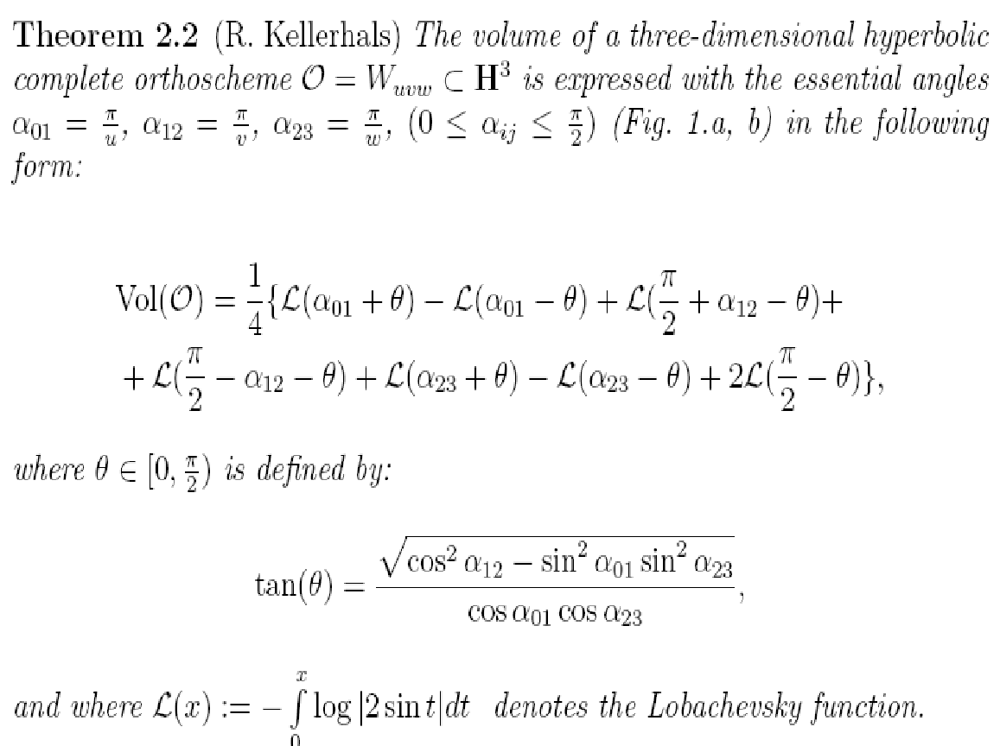 Theorem 2.2 (R. Kellerhals) The volume of a three-dimensional hyperbolic
complete orthoscheme $\mathcal{O} = W_{uvw} \subset \mathbf{H}^3$ is expressed with the essential angles
$\alpha_{01} = \frac{\pi}{u}$, $\alpha_{12} = \frac{\pi}{v}$, $\alpha_{23} = \frac{\pi}{w}$, $(0 \leq \alpha_{ij} \leq \frac{\pi}{2})$ (Fig. 1.a, b) in the following
form:
$\mathrm{Vol}(\mathcal{O}) = \frac{1}{4}\{\mathcal{L}(\alpha_{01} + \theta) - \mathcal{L}(\alpha_{01} - \theta) + \mathcal{L}(\frac{\pi}{2} + \alpha_{12} - \theta) +$
$+ \mathcal{L}(\frac{\pi}{2} - \alpha_{12} - \theta) + \mathcal{L}(\alpha_{23} + \theta) - \mathcal{L}(\alpha_{23} - \theta) + 2\mathcal{L}(\frac{\pi}{2} - \theta)\},$
where $\theta \in [0, \frac{\pi}{2})$ is defined by:
$\tan(\theta) = \frac{\sqrt{\cos^2 \alpha_{12} - \sin^2 \alpha_{01} \sin^2 \alpha_{23}}}{\cos \alpha_{01} \cos \alpha_{23}},$
and where $\mathcal{L}(x) := -\int_0^x \log |2 \sin t| dt$ denotes the Lobachevsky function.